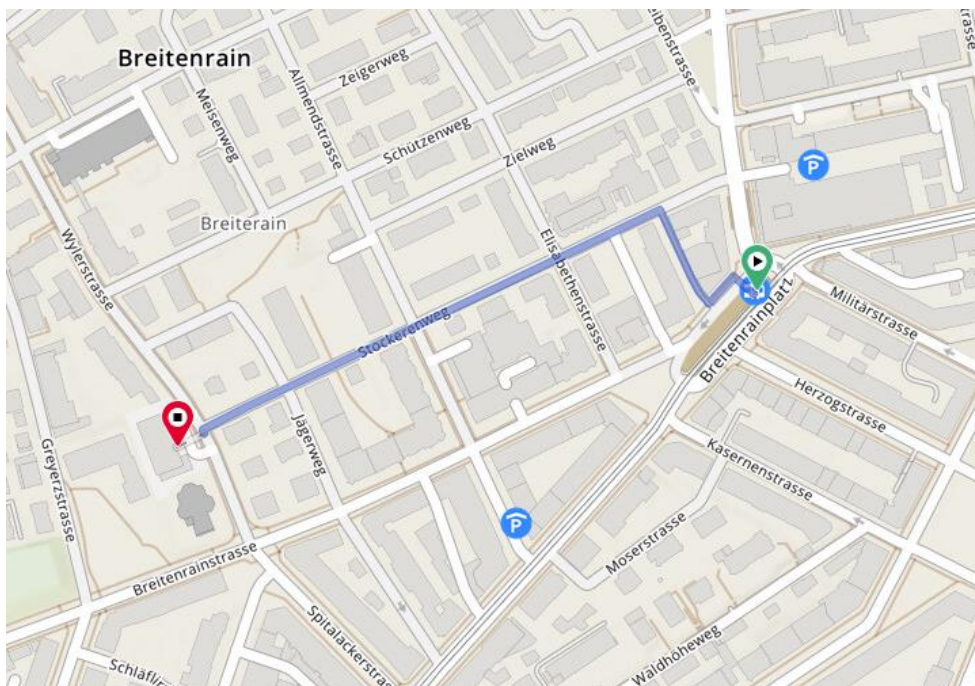 Breitenrain
Zeigerweg
Allmendstrasse
Meisenweg
Schützenweg
Zielweg
P
Breiterain
Wylerstrasse
Elisabethenstrasse
Breitenrainplatz
Militärstrasse
Stockerenweg
Herzogstrasse
Jägerweg
Greyerzstrasse
Kasernenstrasse
P
Moserstrasse
Breitenrainstrasse
Spitalackerstrasse
Waldhöheweg